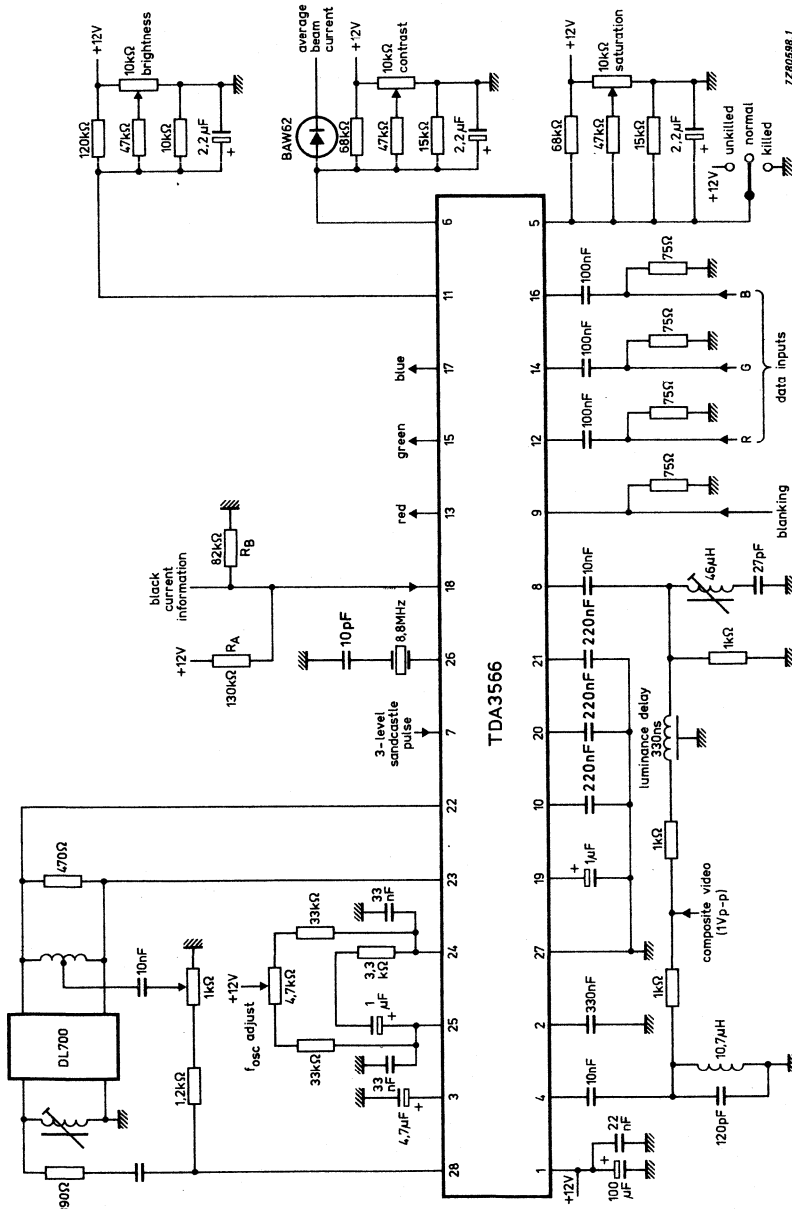 +12V
120kΩ
10kΩ
brightness
47kΩ
10kΩ
2,2µF
+
average
beam
current
BAW62
+12V
68kΩ
10kΩ
contrast
47kΩ
15kΩ
2,2µF
+
+12V
68kΩ
10kΩ
saturation
47kΩ
15kΩ
2,2µF
+
+12V
unkilled
normal
killed
7Z80598.1
black
current
information
82kΩ
RB
+12V
RA
130kΩ
10pF
8,8MHz
3-level
sandcastle
pulse
red
green
blue
DL700
470Ω
10nF
1kΩ
1,2kΩ
390Ω
fosc adjust
+12V
4,7kΩ
33kΩ
33kΩ
33
nF
3,3
kΩ
1
µF
+
33
nF
4,7µF
+
28
3
25
24
23
22
7
26
18
13
15
17
11
6
TDA3566
1
4
2
27
19
10
20
21
8
9
12
14
16
5
+12V
100
µF
+
22
nF
10nF
120pF
10,7µH
330nF
1kΩ
composite video
(1Vp-p)
1kΩ
+
1µF
220nF
220nF
220nF
luminance delay
330ns
1kΩ
10nF
46µH
27pF
75Ω
blanking
100nF
75Ω
R
100nF
75Ω
G
100nF
75Ω
B
data inputs